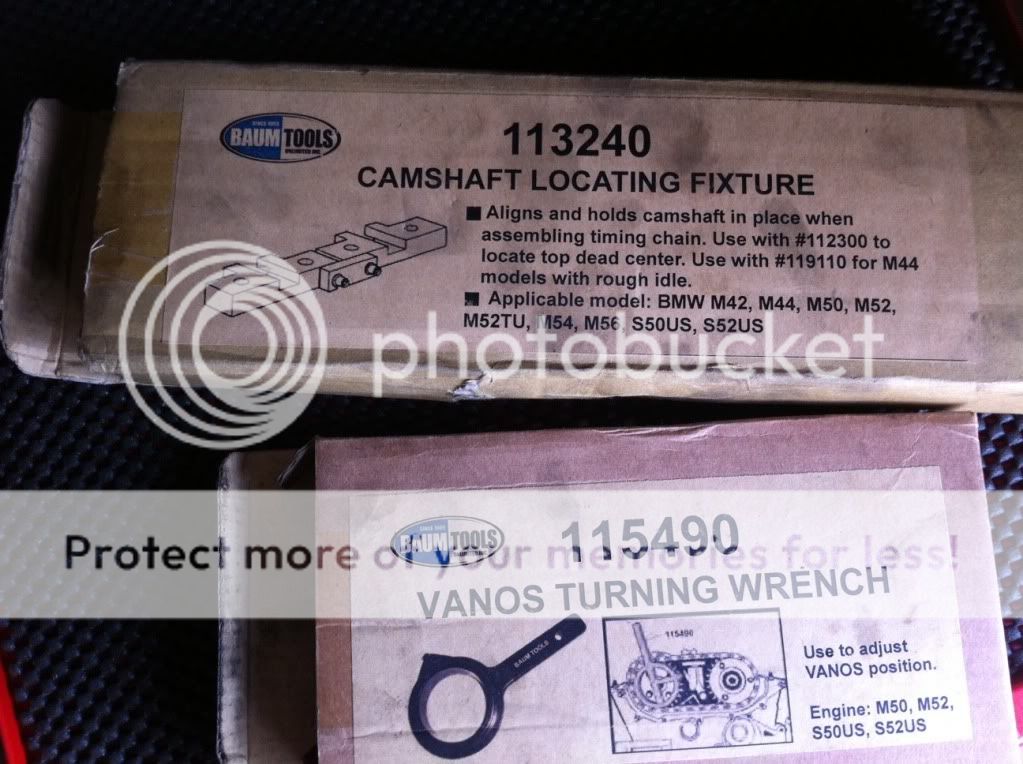 SINCE 1953
BAUM TOOLS
UNLIMITED INC.
113240
CAMSHAFT LOCATING FIXTURE
■ Aligns and holds camshaft in place when
assembling timing chain. Use with #112300 to
locate top dead center. Use with #119110 for M44
models with rough idle.
■ Applicable model: BMW M42, M44, M50, M52,
M52TU, M54, M56, S50US, S52US
photobucket
Protect more of your memories for less!
BAUM TOOLS
115490
VANOS TURNING WRENCH
BAUM TOOLS
115490
Use to adjust
VANOS position.
Engine: M50, M52,
S50US, S52US